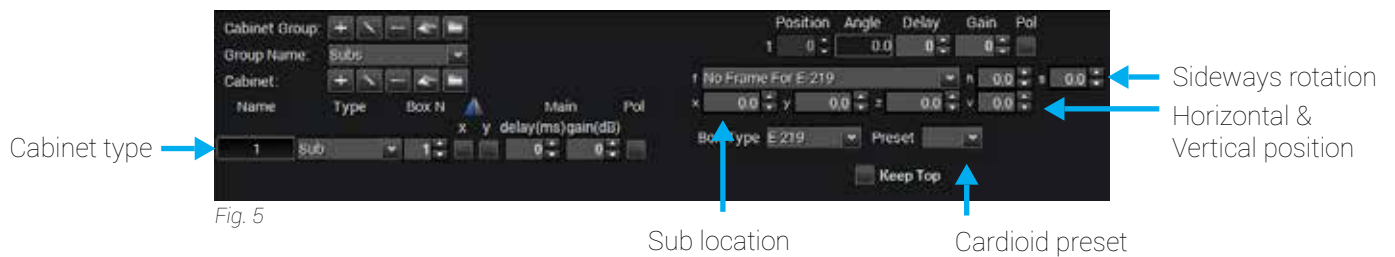 Cabinet Group:
Group Name: Subs
Cabinet:
Name Type Box N Main Pol
x y delay(ms) gain(dB)
1 Sub 1 0 0
Position Angle Delay Gain Pol
1 0 0.0 0 0
f No Frame For E 219 h 0.0 s 0.0
x 0.0 y 0.0 z 0.0 v 0.0
Box Type E 219 Preset
Keep Top
Cabinet type
Sideways rotation
Horizontal &
Vertical position
Fig. 5
Sub location
Cardioid preset